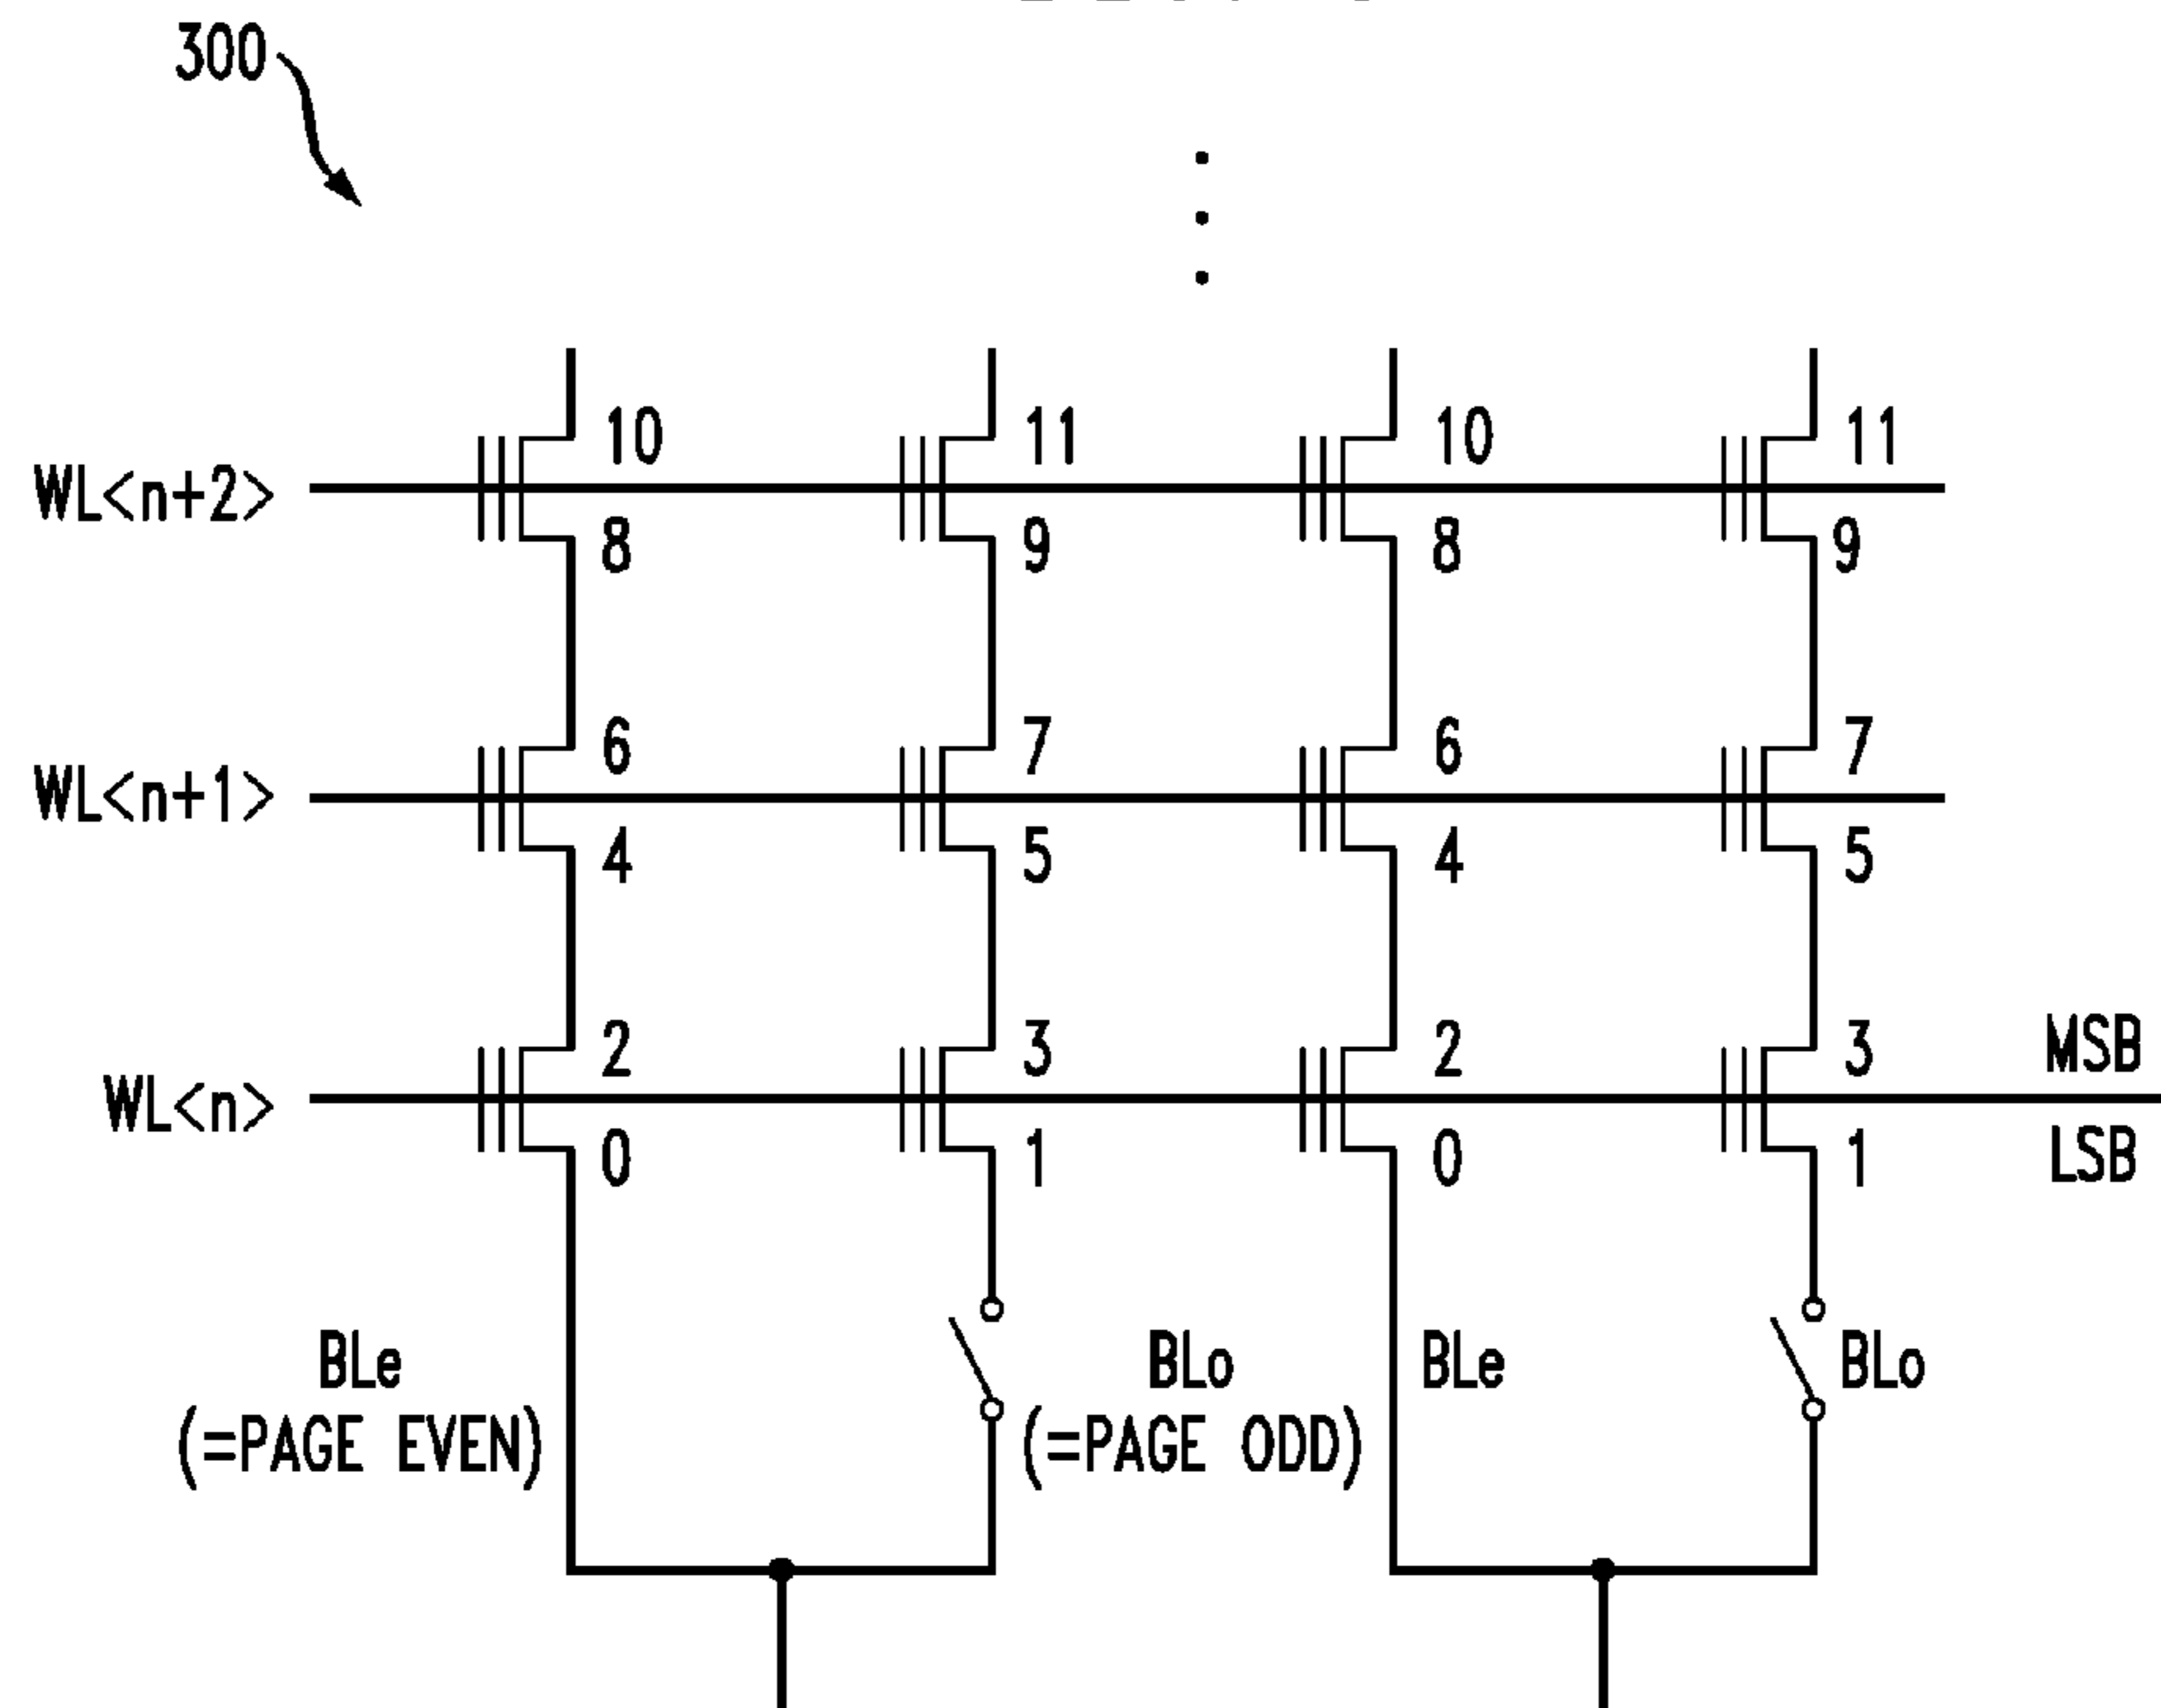 300
10 11 10 11
WL<n+2>
8 9 8 9
6 7 6 7
WL<n+1>
4 5 4 5
2 3 2 3 MSB
WL<n>
0 1 0 1 LSB
BLe BLo BLe BLo
(=PAGE EVEN) (=PAGE ODD)